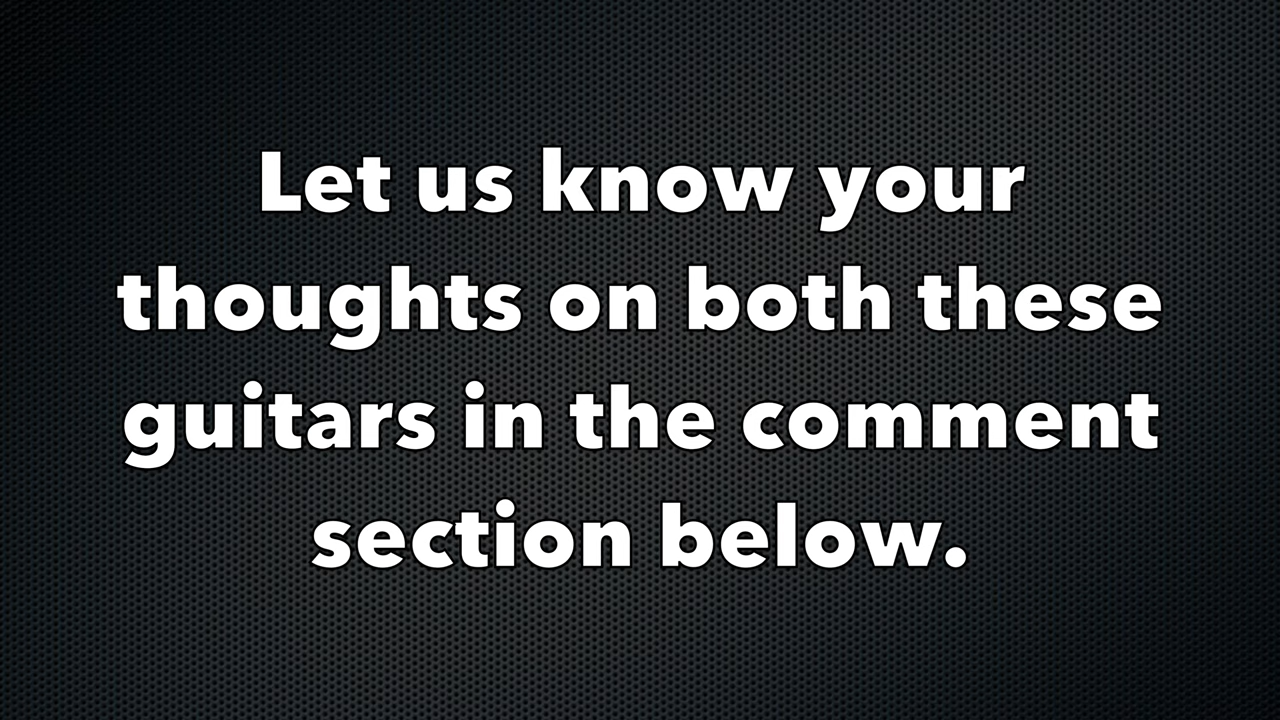 Let us know your
thoughts on both these
guitars in the comment
section below.